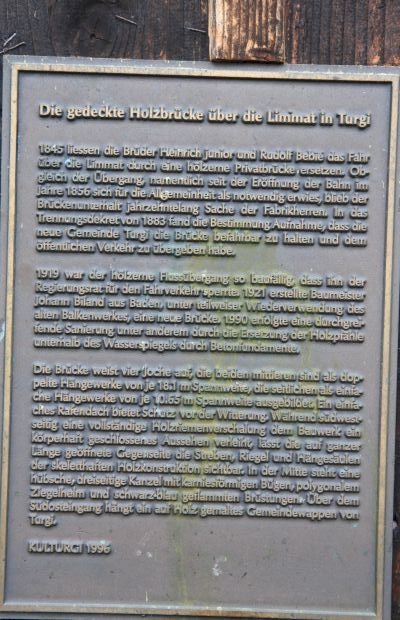 Die gedeckte Holzbrücke über die Limmat in Turgi
1845 liessen die Brüder Heinrich junior und Rudolf Bebie das Fahr
über die Limmat durch eine hölzerne Privatbrücke ersetzen. Ob-
gleich der Übergang, namentlich seit der Eröffnung der Bahn im
Jahre 1856 sich für die Allgemeinheit als notwendig erwies, blieb der
Brückenunterhalt jahrzehntelang Sache der Fabrikherren. In das
Trennungsdekret von 1883 fand die Bestimmung Aufnahme, dass die
neue Gemeinde Turgi die Brücke befahrbar zu halten und dem
öffentlichen Verkehr zu übergeben habe.
1919 war der hölzerne Flussübergang so baufällig, dass ihn der
Regierungsrat für den Fahrverkehr sperrte. 1921 erstellte Baumeister
Johann Biland aus Baden, unter teilweiser Wiederverwendung des
alten Balkenwerkes, eine neue Brücke. 1930 erfolgte eine durchgrei-
fende Sanierung unter anderem durch die Ersetzung der Holzpfähle
unterhalb des Wasserspiegels durch Betonfundamente.
Die Brücke weist vier Joche auf, die beiden mittleren sind als dop-
pelte Hängewerke von je 18.1 m Spannweite, die seitlichen als einfa-
che Hängewerke von je 10.65 m Spannweite ausgebildet. Ein einfa-
ches Rafendach bietet Schutz vor der Witterung. Während südwest-
seitig eine vollständige Holzriemenverschalung dem Bauwerk ein
körperhaft geschlossenes Aussehen verleiht, lässt die auf ganzer
Länge geöffnete Gegenseite die Streben, Riegel und Hängesäulen
der skeletthaften Holzkonstruktion sichtbar. In der Mitte steht eine
hübsche, dreiseitige Kanzel mit karniesförmigen Bügen, polygonalem
Ziegelhelm und schwarz-blau geflammten Brüstungen. Über dem
Südosteingang hängt ein auf Holz gemaltes Gemeindewappen von
Turgi.
KULTURGI 1996